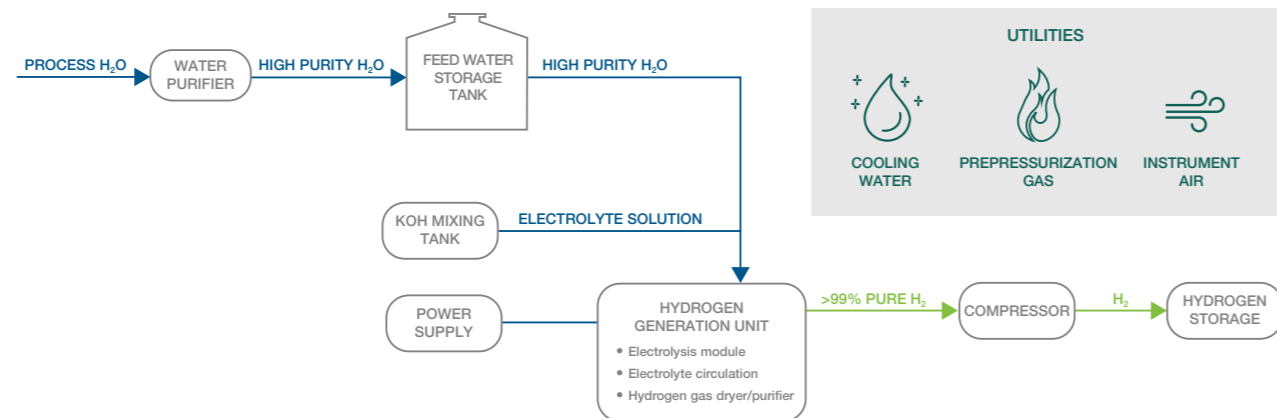 PROCESS H₂O
WATER
PURIFIER
HIGH PURITY H₂O
FEED WATER
STORAGE
TANK
HIGH PURITY H₂O
UTILITIES
COOLING
WATER
PREPRESSURIZATION
GAS
INSTRUMENT
AIR
KOH MIXING
TANK
ELECTROLYTE SOLUTION
POWER
SUPPLY
HYDROGEN
GENERATION UNIT
• Electrolysis module
• Electrolyte circulation
• Hydrogen gas dryer/purifier
>99% PURE H₂
COMPRESSOR
H₂
HYDROGEN
STORAGE